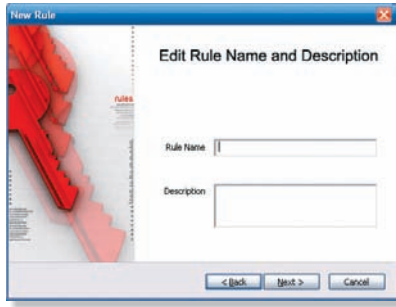 New Rule
Edit Rule Name and Description
rules
Rule Name
Description
< Back
Next >
Cancel